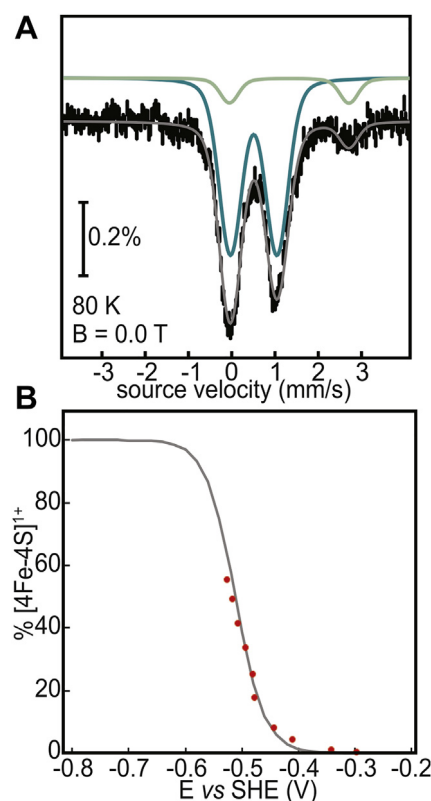 A
0.2%
80 K
B = 0.0 T
-3 -2 -1 0 1 2 3
source velocity (mm/s)
B
100
80
60
40
20
0
% [4Fe-4S]¹⁺
-0.8 -0.7 -0.6 -0.5 -0.4 -0.3 -0.2
E vs SHE (V)